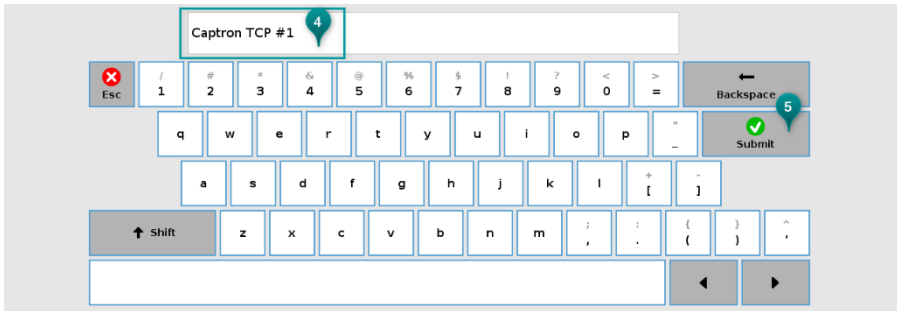 Captron TCP #1 4
Esc / 1 # 2 * 3 & 4 @ 5 % 6 $ 7 ! 8 ? 9 < 0 > = Backspace
5
q w e r t y u i o p " _ Submit
a s d f g h j k l + [ - ]
Shift z x c v b n m ; , : . { ( } ) ^ '